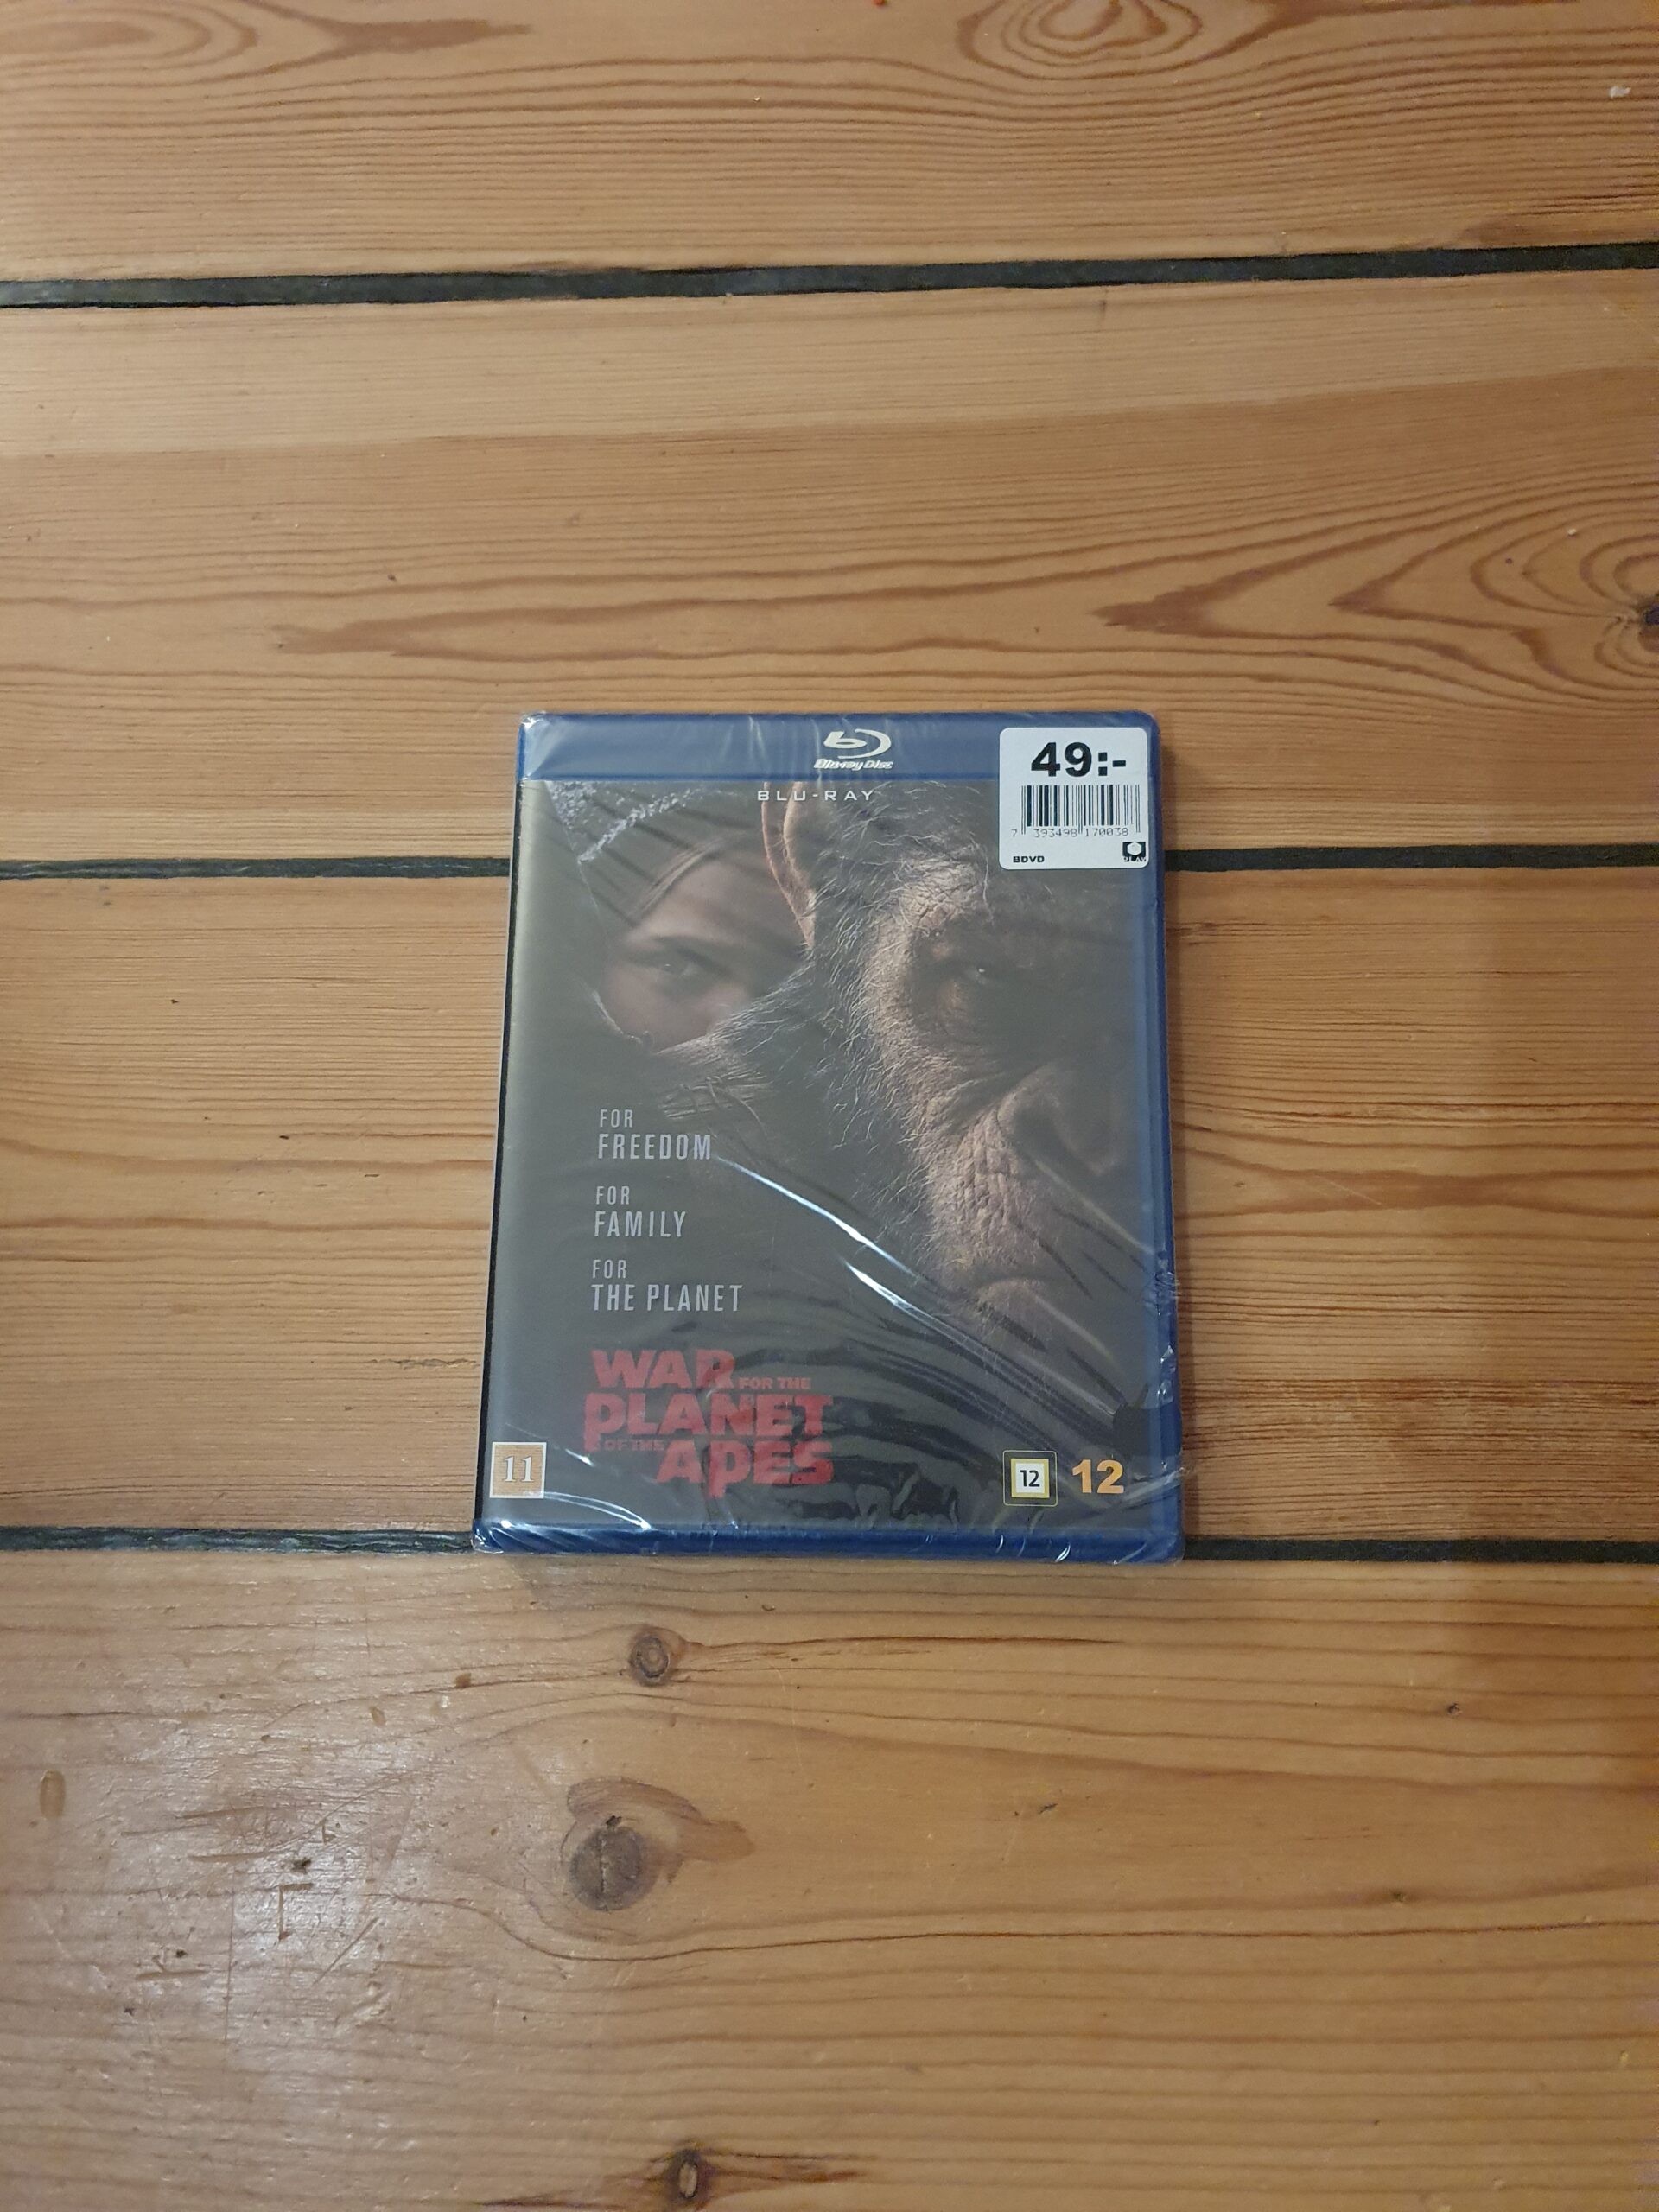 Blu-ray Disc
BLU-RAY
49:-
7 393498 170038
BDVD
PLAY
FOR
FREEDOM
FOR
FAMILY
FOR
THE PLANET
WAR FOR THE
PLANET
OF THE APES
11
12
12